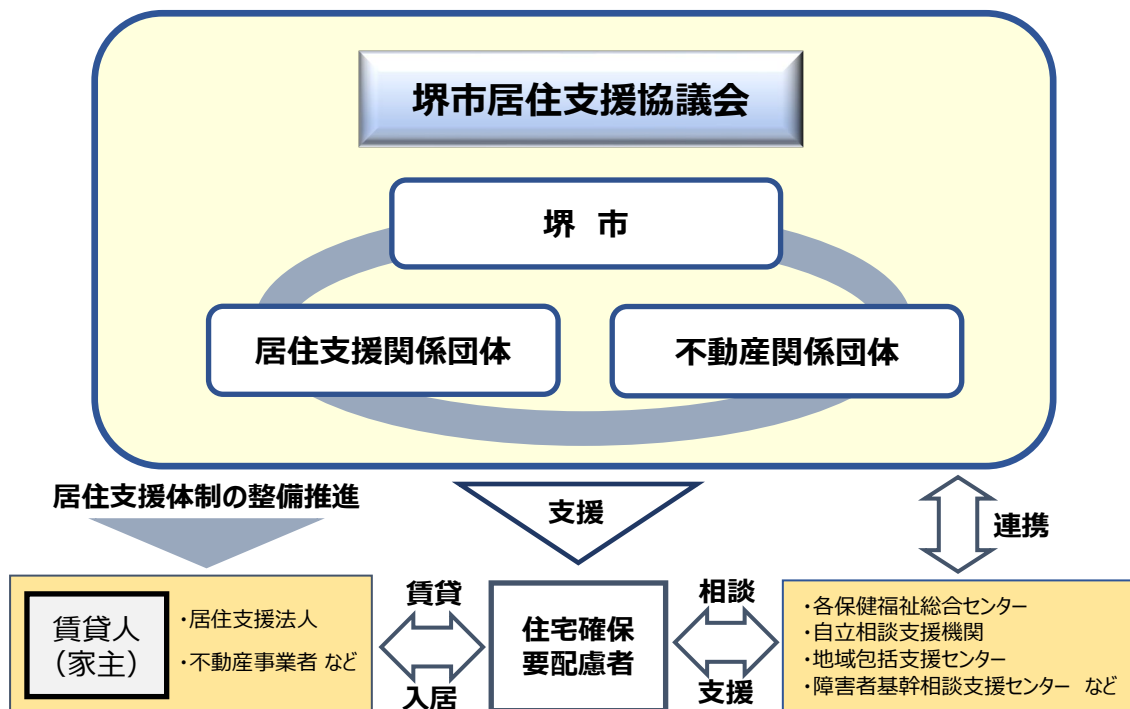 堺市居住支援協議会
堺 市
居住支援関係団体
不動産関係団体
居住支援体制の整備推進
支援
連携
賃貸人
（家主）
・居住支援法人
・不動産事業者 など
賃貸
入居
住宅確保
要配慮者
相談
支援
・各保健福祉総合センター
・自立相談支援機関
・地域包括支援センター
・障害者基幹相談支援センター など